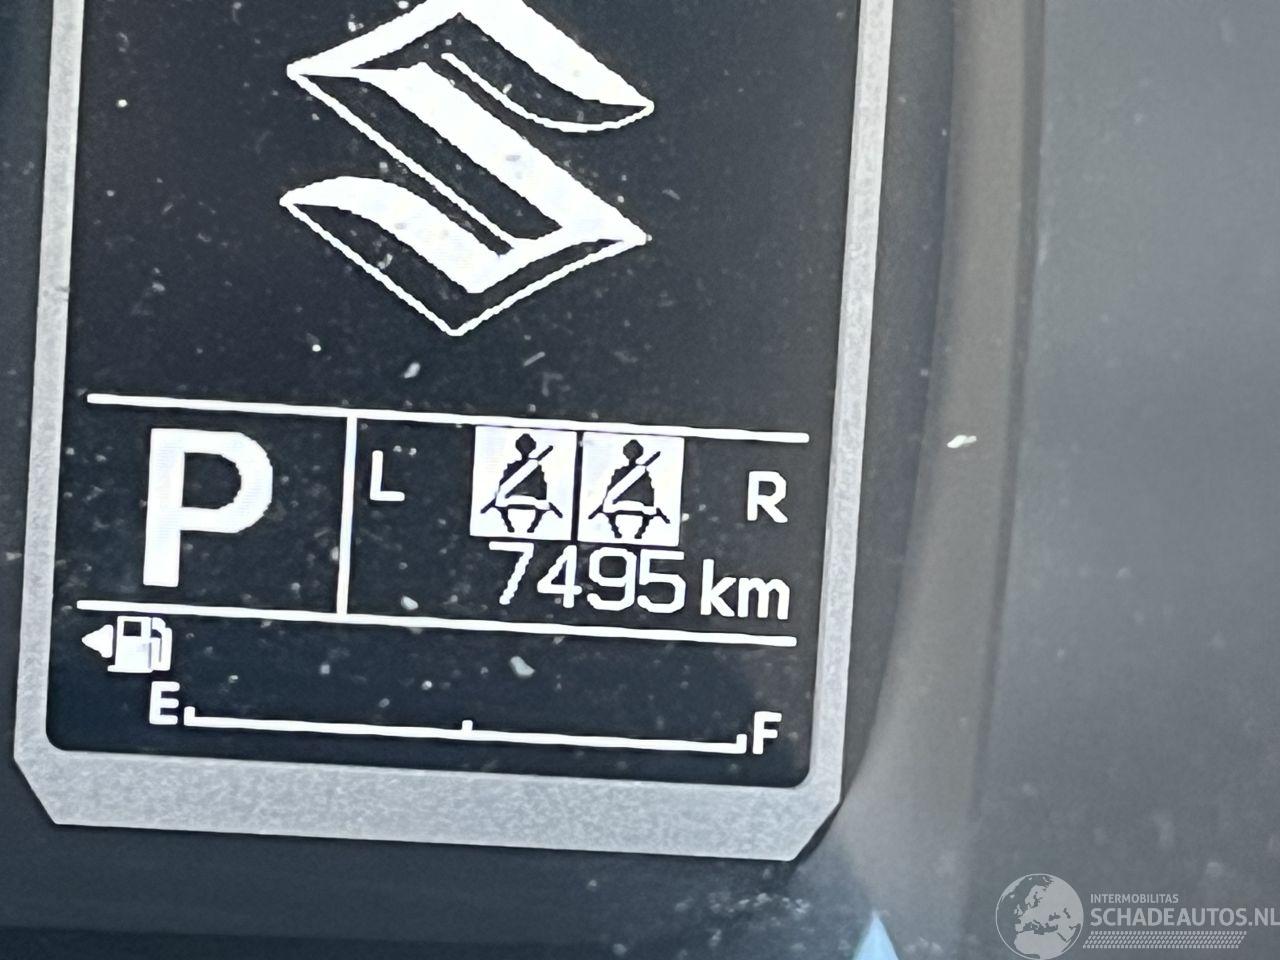 P L R
7495 km
E F
INTERMOBILITAS
SCHADEAUTOS.NL